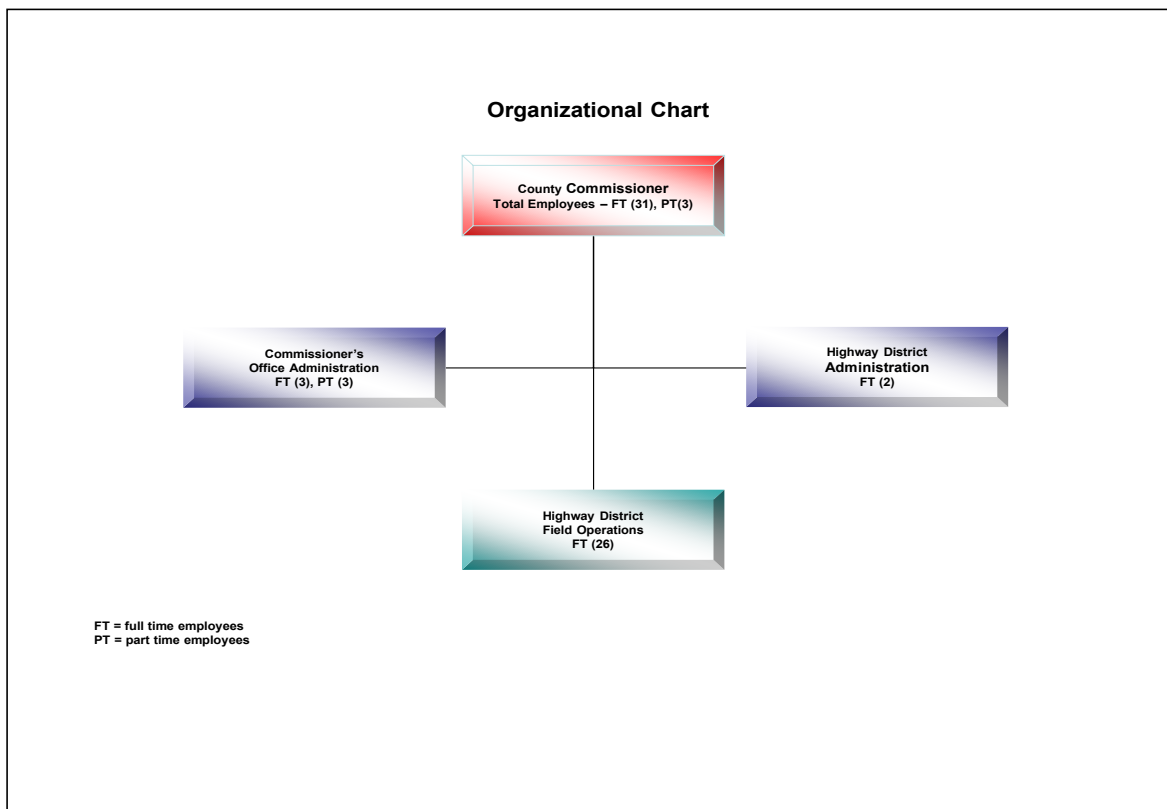 Organizational Chart
County Commissioner
Total Employees – FT (31), PT(3)
Commissioner's
Office Administration
FT (3), PT (3)
Highway District
Administration
FT (2)
Highway District
Field Operations
FT (26)
FT = full time employees
PT = part time employees